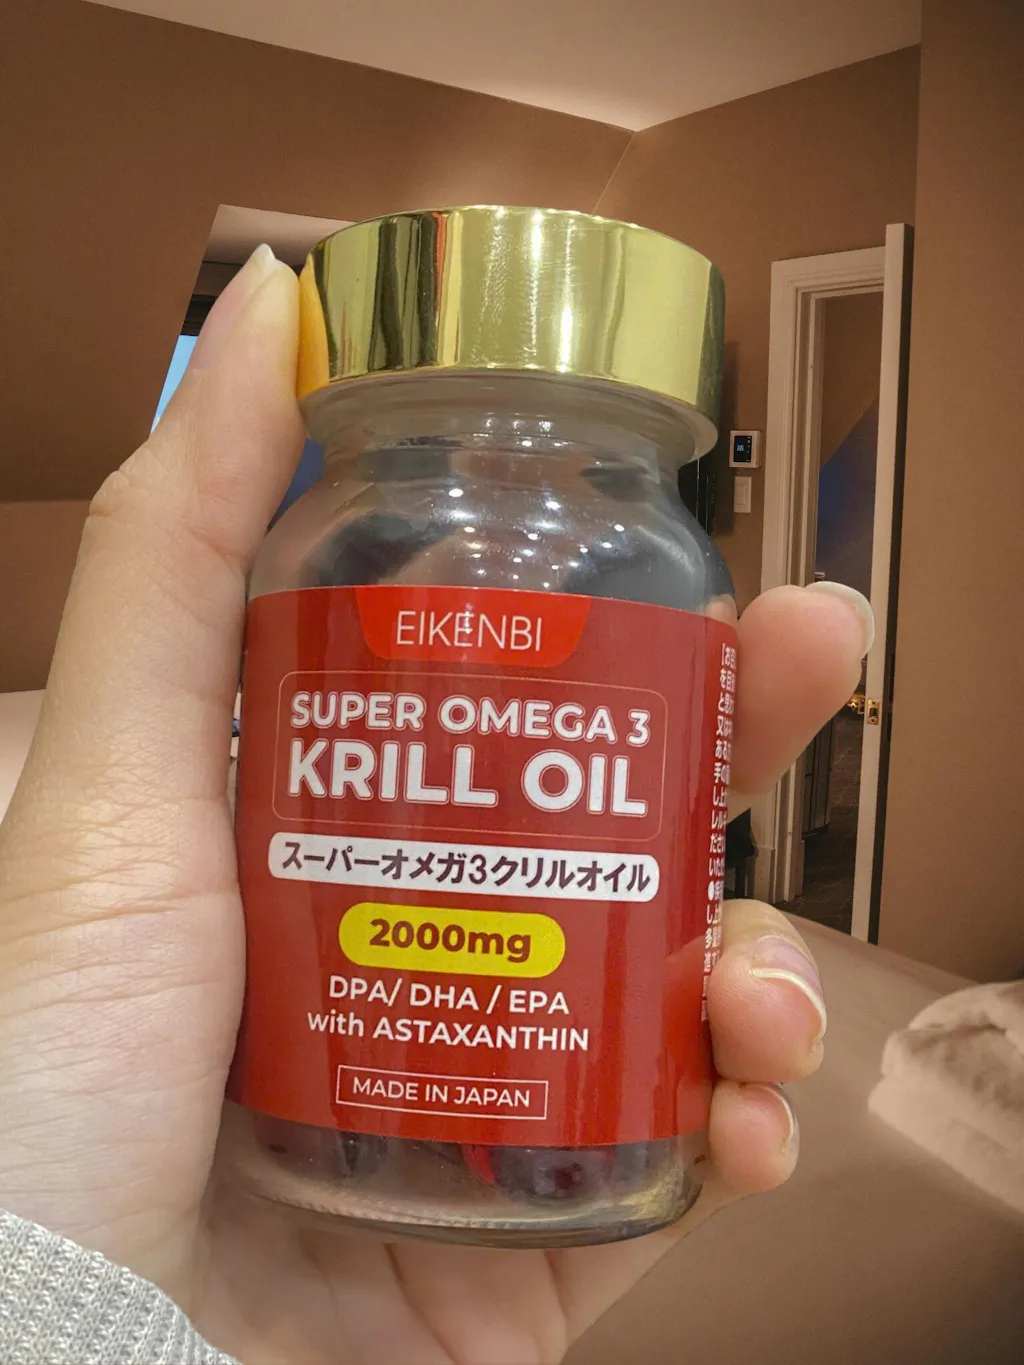 EIKENBI
SUPER OMEGA 3
KRILL OIL
スーパーオメガ3クリルオイル
2000mg
DPA/ DHA / EPA
with ASTAXANTHIN
MADE IN JAPAN